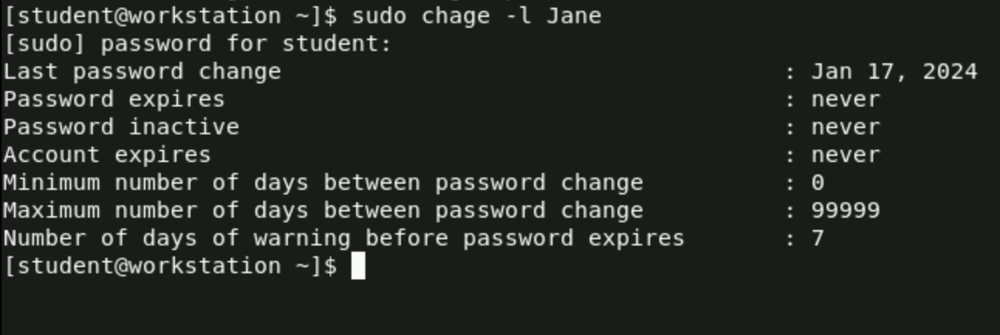 [student@workstation ~]$ sudo chage -l Jane
[sudo] password for student:
Last password change : Jan 17, 2024
Password expires : never
Password inactive : never
Account expires : never
Minimum number of days between password change : 0
Maximum number of days between password change : 99999
Number of days of warning before password expires : 7
[student@workstation ~]$